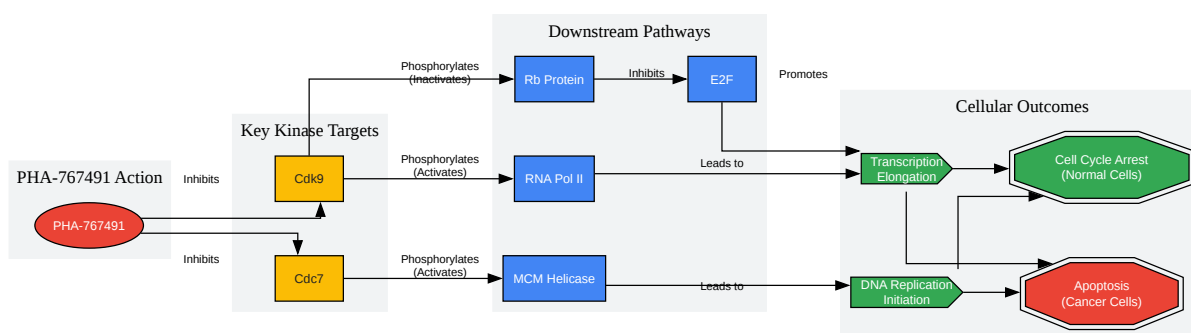 PHA-767491 Action
PHA-767491
Inhibits
Inhibits
Key Kinase Targets
Cdk9
Cdc7
Phosphorylates
(Inactivates)
Phosphorylates
(Activates)
Phosphorylates
(Activates)
Downstream Pathways
Rb Protein
Inhibits
E2F
RNA Pol II
MCM Helicase
Promotes
Leads to
Leads to
Cellular Outcomes
Transcription
Elongation
Cell Cycle Arrest
(Normal Cells)
DNA Replication
Initiation
Apoptosis
(Cancer Cells)